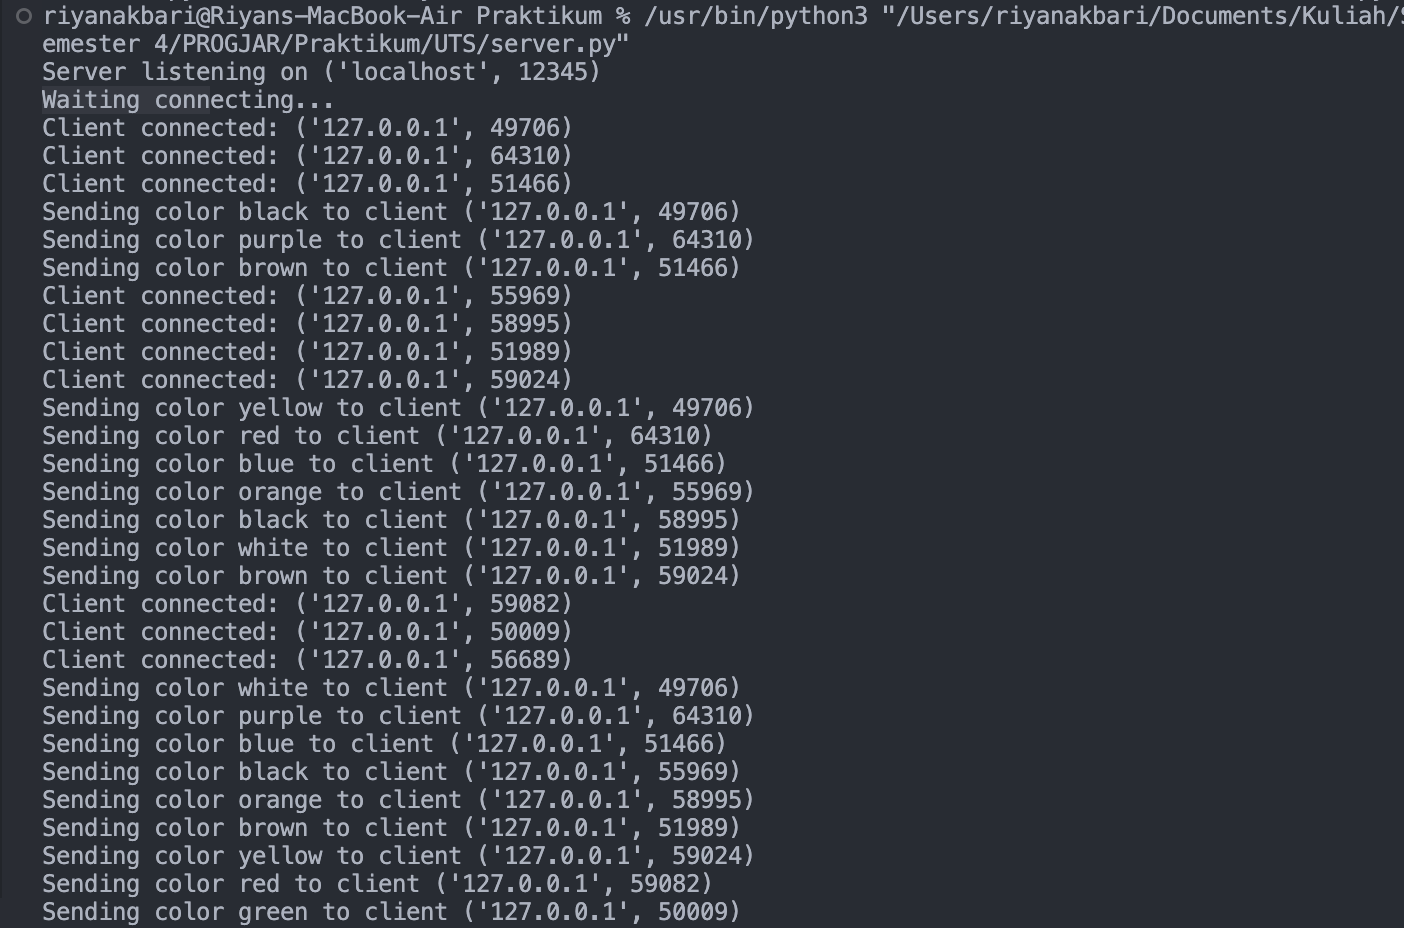 riyanakbari@Riyans-MacBook-Air Praktikum % /usr/bin/python3 "/Users/riyanakbari/Documents/Kuliah/S
emester 4/PROGJAR/Praktikum/UTS/server.py"
Server listening on ('localhost', 12345)
Waiting connecting...
Client connected: ('127.0.0.1', 49706)
Client connected: ('127.0.0.1', 64310)
Client connected: ('127.0.0.1', 51466)
Sending color black to client ('127.0.0.1', 49706)
Sending color purple to client ('127.0.0.1', 64310)
Sending color brown to client ('127.0.0.1', 51466)
Client connected: ('127.0.0.1', 55969)
Client connected: ('127.0.0.1', 58995)
Client connected: ('127.0.0.1', 51989)
Client connected: ('127.0.0.1', 59024)
Sending color yellow to client ('127.0.0.1', 49706)
Sending color red to client ('127.0.0.1', 64310)
Sending color blue to client ('127.0.0.1', 51466)
Sending color orange to client ('127.0.0.1', 55969)
Sending color black to client ('127.0.0.1', 58995)
Sending color white to client ('127.0.0.1', 51989)
Sending color brown to client ('127.0.0.1', 59024)
Client connected: ('127.0.0.1', 59082)
Client connected: ('127.0.0.1', 50009)
Client connected: ('127.0.0.1', 56689)
Sending color white to client ('127.0.0.1', 49706)
Sending color purple to client ('127.0.0.1', 64310)
Sending color blue to client ('127.0.0.1', 51466)
Sending color black to client ('127.0.0.1', 55969)
Sending color orange to client ('127.0.0.1', 58995)
Sending color brown to client ('127.0.0.1', 51989)
Sending color yellow to client ('127.0.0.1', 59024)
Sending color red to client ('127.0.0.1', 59082)
Sending color green to client ('127.0.0.1', 50009)